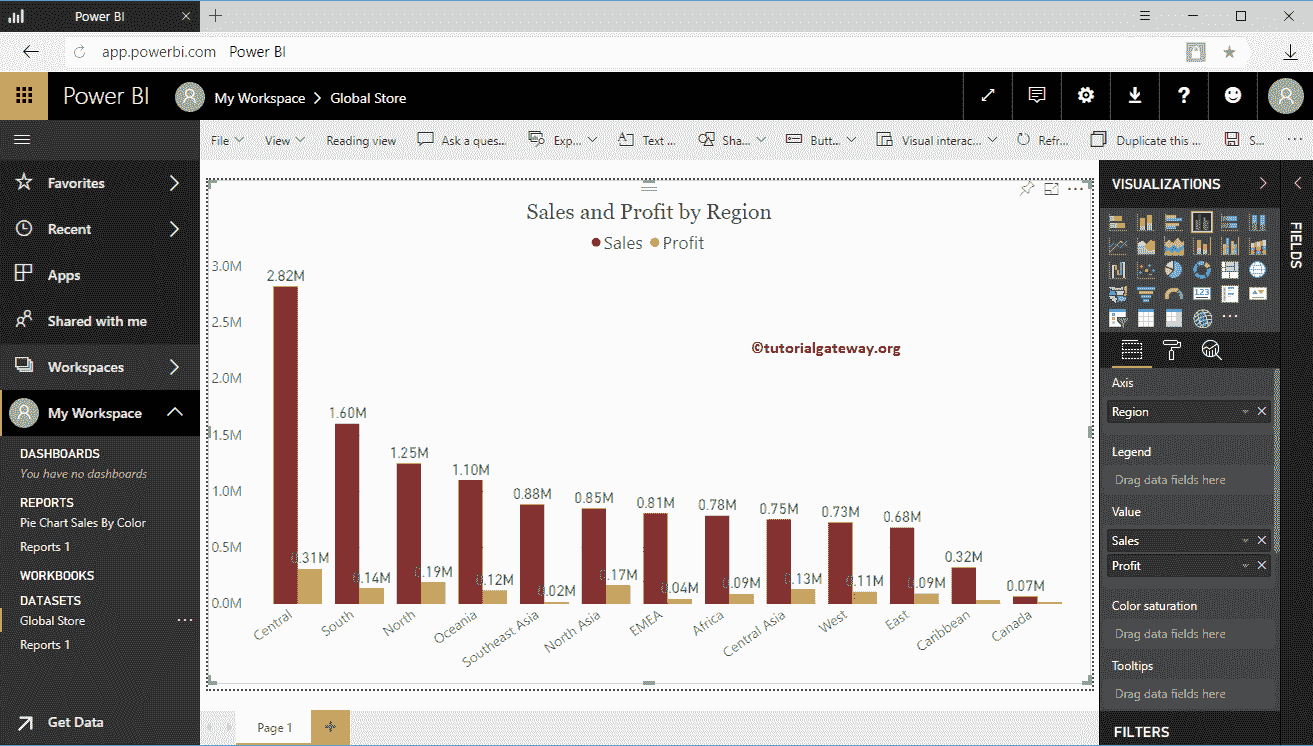 Power BI
app.powerbi.com Power BI
Power BI My Workspace Global Store
File View Reading view Ask a ques... Exp... Text ... Sha... Butt... Visual interac... Refr... Duplicate this ... S... ...
Favorites
Recent
Apps
Shared with me
Workspaces
My Workspace
DASHBOARDS
You have no dashboards
REPORTS
Pie Chart Sales By Color
Reports 1
WORKBOOKS
DATASETS
Global Store ...
Reports 1
Get Data
Sales and Profit by Region
Sales Profit
3.0M
2.5M
2.0M
1.5M
1.0M
0.5M
0.0M
2.82M
1.60M
1.25M
1.10M
0.88M
0.85M
0.81M
0.78M
0.75M
0.73M
0.68M
0.32M
0.07M
0.31M
0.14M
0.19M
0.12M
0.02M
0.17M
0.04M
0.09M
0.13M
0.11M
0.09M
Central
South
North
Oceania
Southeast Asia
North Asia
EMEA
Africa
Central Asia
West
East
Caribbean
Canada
©tutorialgateway.org
Page 1
VISUALIZATIONS
123
Axis
Region
Legend
Drag data fields here
Value
Sales
Profit
Color saturation
Drag data fields here
Tooltips
Drag data fields here
FILTERS
FIELDS